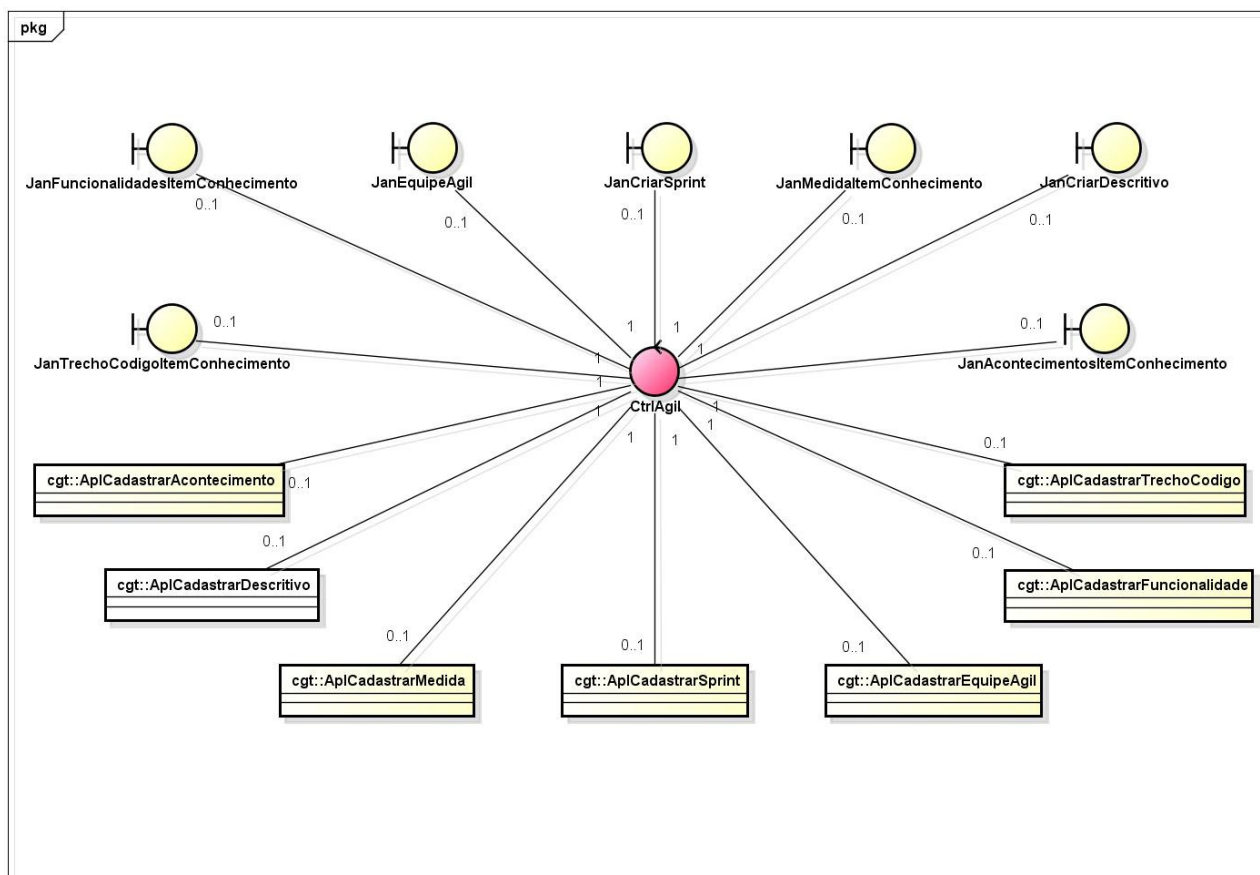 pkg
JanFuncionalidadesItemConhecimento
JanEquipeAgil
JanCriarSprint
JanMedidaItemConhecimento
JanCriarDescritivo
0..1
0..1
0..1
0..1
0..1
JanTrechoCodigoItemConhecimento
0..1
0..1
JanAcontecimentosItemConhecimento
1
1
1
1
1
1
1
1
1
1
1
CtrlAgil
cgt::AplCadastrarAcontecimento
0..1
0..1
cgt::AplCadastrarTrechoCodigo
cgt::AplCadastrarDescritivo
0..1
0..1
cgt::AplCadastrarFuncionalidade
cgt::AplCadastrarMedida
0..1
cgt::AplCadastrarSprint
0..1
cgt::AplCadastrarEquipeAgil
0..1